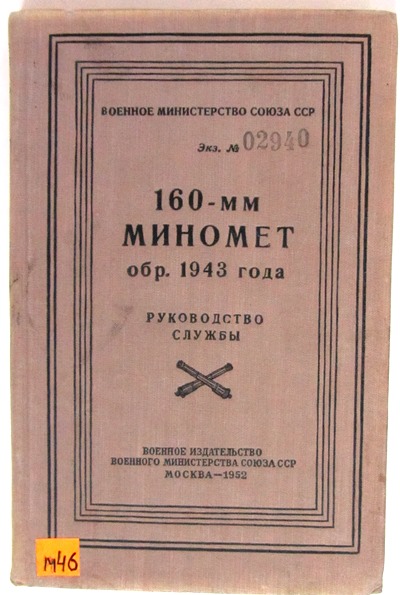 ВОЕННОЕ МИНИСТЕРСТВО СОЮЗА ССР
Экз. № 02940
160-мм
МИНОМЕТ
обр. 1943 года
РУКОВОДСТВО
СЛУЖБЫ
ВОЕННОЕ ИЗДАТЕЛЬСТВО
ВОЕННОГО МИНИСТЕРСТВА СОЮЗА ССР
МОСКВА—1952
m46